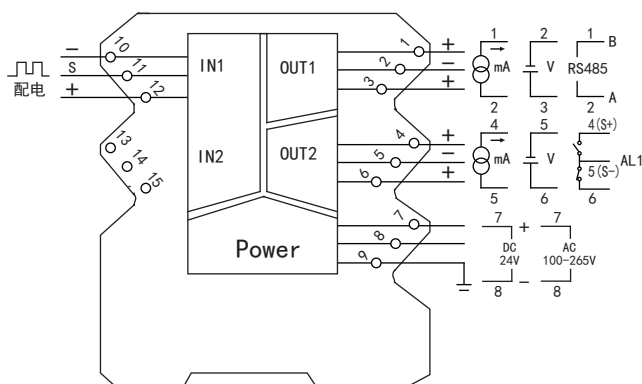 10
11
12
13
14
15
−
S
配电
+
IN1
IN2
OUT1
OUT2
Power
1
2
3
4
5
6
7
8
9
+
−
+
+
−
+
1
mA
2
2
V
3
1
B
RS485
A
2
4
mA
5
5
V
6
4(S+)
AL1
5(S-)
6
7
+
7
DC
24V
AC
100-265V
8
−
8